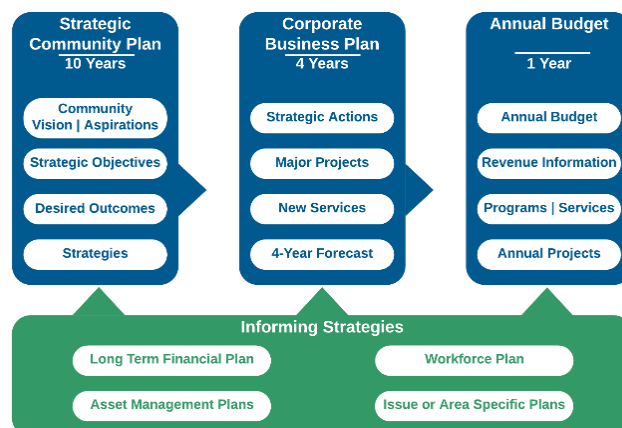 Strategic
Community Plan
10 Years
Community
Vision | Aspirations
Strategic Objectives
Desired Outcomes
Strategies
Corporate
Business Plan
4 Years
Strategic Actions
Major Projects
New Services
4-Year Forecast
Annual Budget
1 Year
Annual Budget
Revenue Information
Programs | Services
Annual Projects
Informing Strategies
Long Term Financial Plan
Workforce Plan
Asset Management Plans
Issue or Area Specific Plans